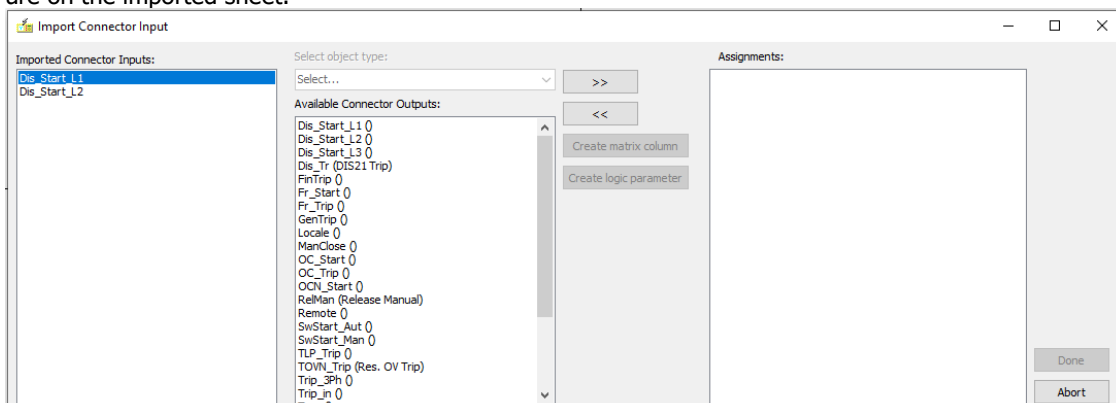 are on the imported sheet.
Import Connector Input
Imported Connector Inputs:
Dis_Start_L1
Dis_Start_L2
Select object type:
Select...
Available Connector Outputs:
Dis_Start_L1 ()
Dis_Start_L2 ()
Dis_Start_L3 ()
Dis_Tr (DIS21 Trip)
FinTrip ()
Fr_Start ()
Fr_Trip ()
GenTrip ()
Locale ()
ManClose ()
OC_Start ()
OC_Trip ()
OCN_Start ()
RelMan (Release Manual)
Remote ()
SwStart_Aut ()
SwStart_Man ()
TLP_Trip ()
TOVN_Trip (Res. OV Trip)
Trip_3Ph ()
Trip_in ()
>>
<<
Create matrix column
Create logic parameter
Assignments:
Done
Abort